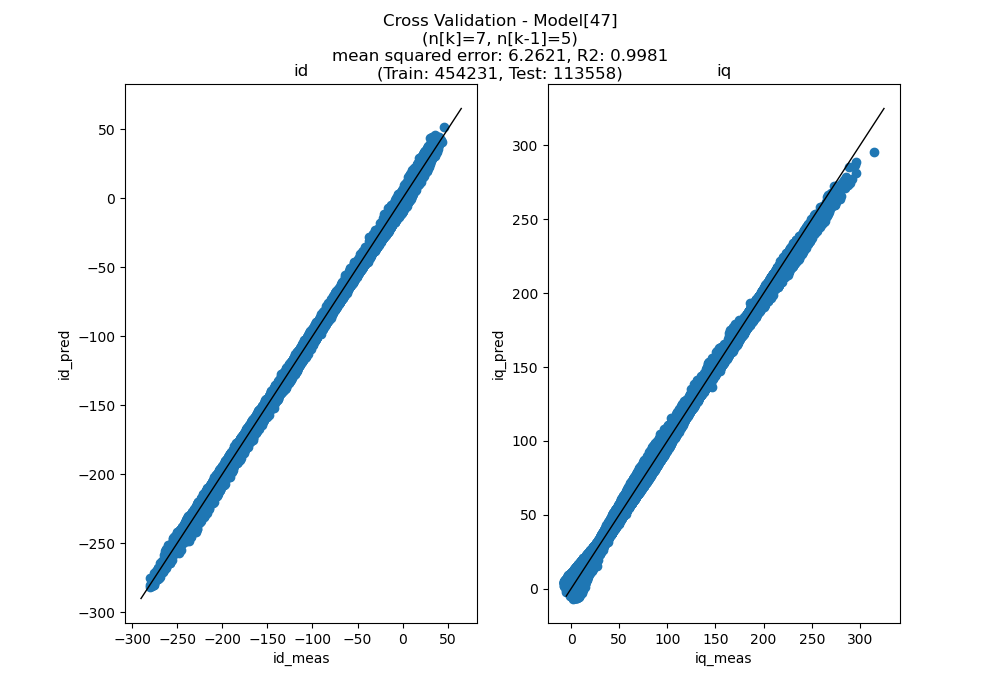 Cross Validation - Model[47]
(n[k]=7, n[k-1]=5)
mean squared error: 6.2621, R2: 0.9981
(Train: 454231, Test: 113558)
id
50
0
−50
−100
−150
−200
−250
−300
id_pred
−300 −250 −200 −150 −100 −50 0 50
id_meas
iq
300
250
200
150
100
50
0
iq_pred
0 50 100 150 200 250 300
iq_meas